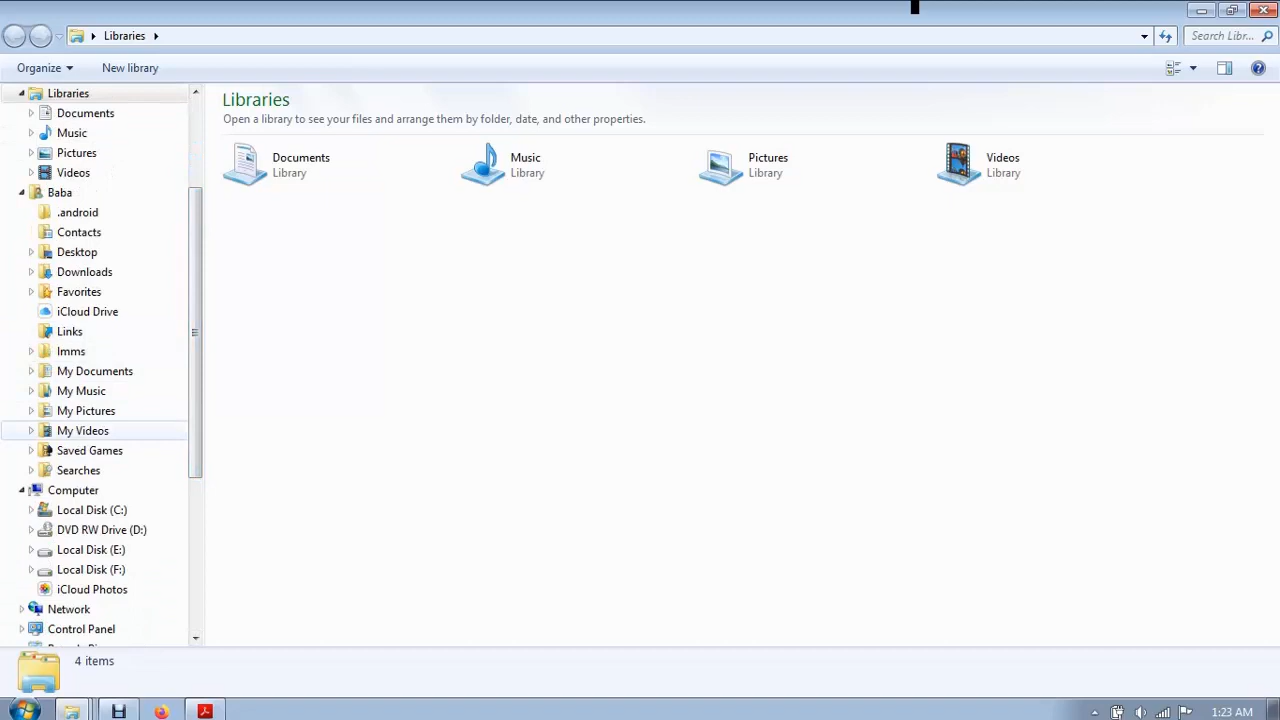 Libraries
Search Libr...
Organize
New library
Libraries
Documents
Music
Pictures
Videos
Baba
.android
Contacts
Desktop
Downloads
Favorites
iCloud Drive
Links
Imms
My Documents
My Music
My Pictures
My Videos
Saved Games
Searches
Computer
Local Disk (C:)
DVD RW Drive (D:)
Local Disk (E:)
Local Disk (F:)
iCloud Photos
Network
Control Panel
Libraries
Open a library to see your files and arrange them by folder, date, and other properties.
Documents
Library
Music
Library
Pictures
Library
Videos
Library
4 items
1:23 AM